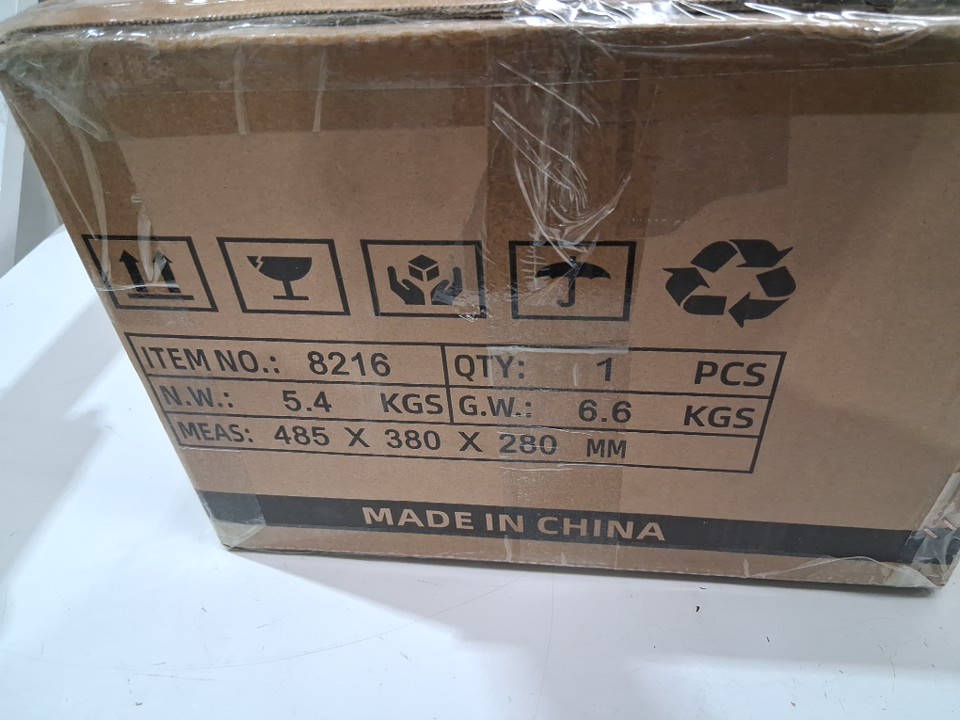 ITEM NO.: 8216 QTY: 1 PCS
N.W.: 5.4 KGS G.W.: 6.6 KGS
MEAS: 485 X 380 X 280 MM
MADE IN CHINA